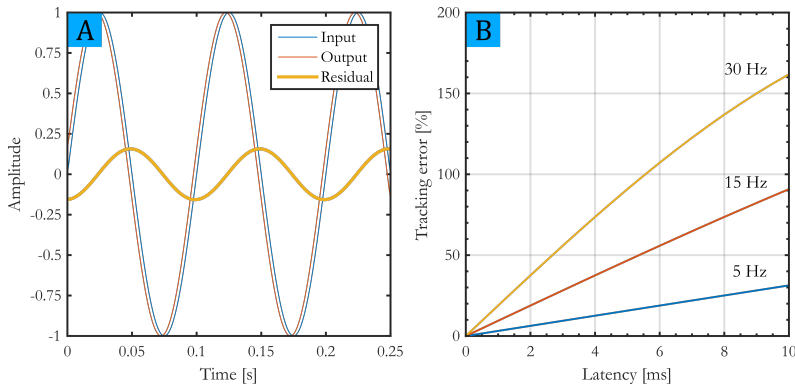 A
Input
Output
Residual
1
0.75
0.5
0.25
0
-0.25
-0.5
-0.75
-1
Amplitude
0
0.05
0.1
0.15
0.2
0.25
Time [s]
B
200
150
100
50
0
Tracking error [%]
30 Hz
15 Hz
5 Hz
0
2
4
6
8
10
Latency [ms]